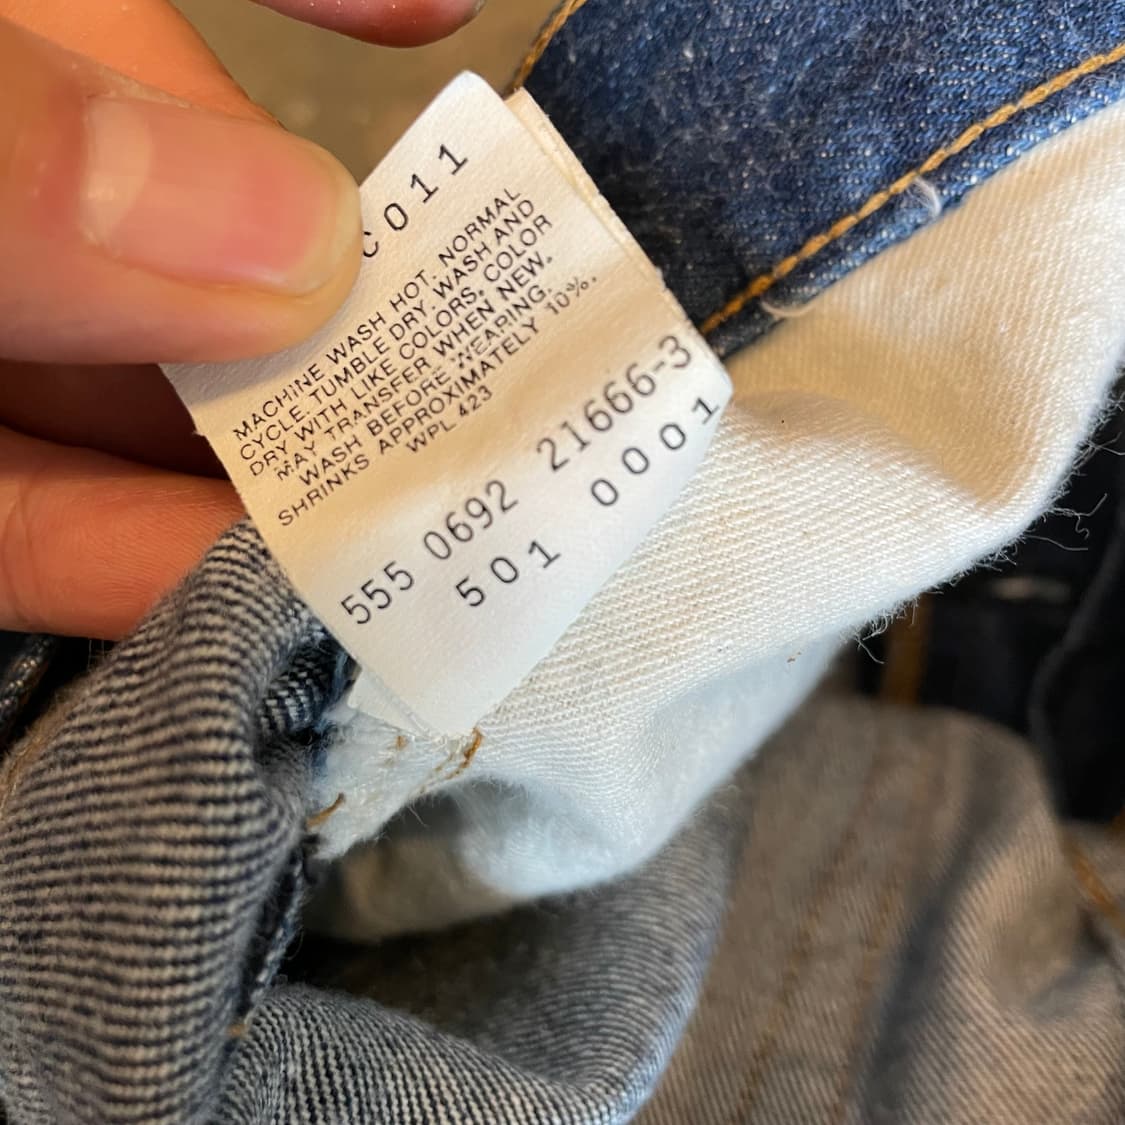 C011
MACHINE WASH HOT, NORMAL
CYCLE. TUMBLE DRY. WASH AND
DRY WITH LIKE COLORS, COLOR
MAY TRANSFER WHEN NEW.
WASH BEFORE WEARING,
SHRINKS APPROXIMATELY 10%.
WPL 423
555 0692 21666-3
501 0001